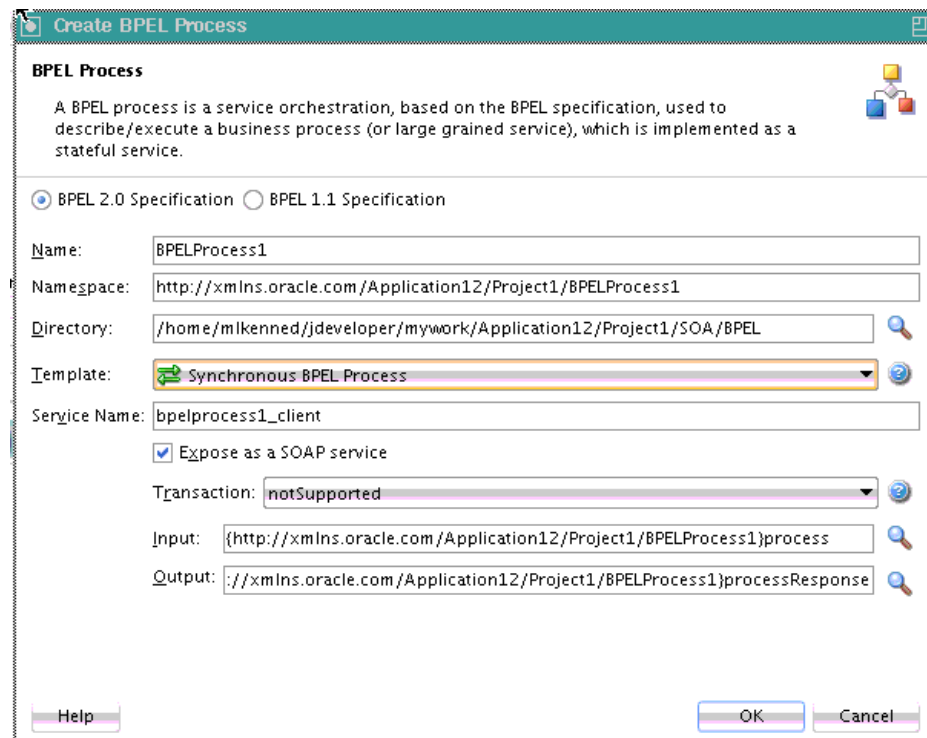 Create BPEL Process
BPEL Process
A BPEL process is a service orchestration, based on the BPEL specification, used to
describe/execute a business process (or large grained service), which is implemented as a
stateful service.
BPEL 2.0 Specification BPEL 1.1 Specification
Name: BPELProcess1
Namespace: http://xmlns.oracle.com/Application12/Project1/BPELProcess1
Directory: /home/mlkenned/jdeveloper/mywork/Application12/Project1/SOA/BPEL
Template: Synchronous BPEL Process
Service Name: bpelprocess1_client
Expose as a SOAP service
Transaction: notSupported
Input: {http://xmlns.oracle.com/Application12/Project1/BPELProcess1}process
Output: ://xmlns.oracle.com/Application12/Project1/BPELProcess1}processResponse
Help OK Cancel